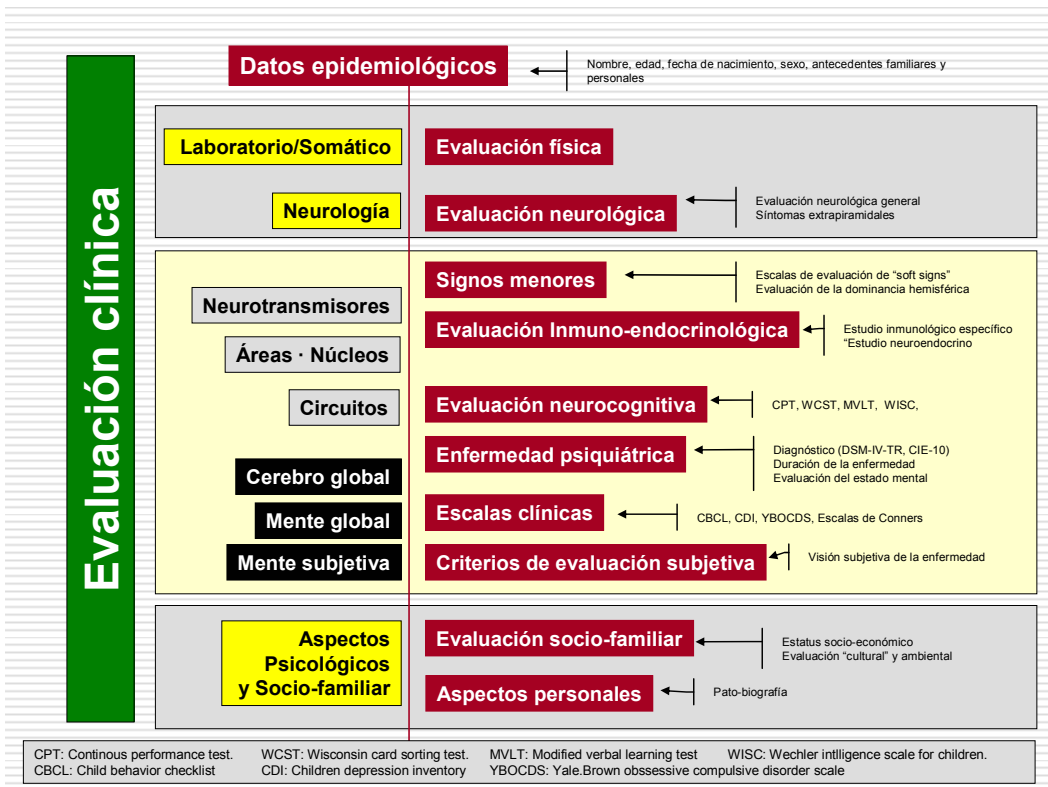 Evaluación clínica
Datos epidemiológicos
Nombre, edad, fecha de nacimiento, sexo, antecedentes familiares y
personales
Laboratorio/Somático
Evaluación física
Neurología
Evaluación neurológica
Evaluación neurológica general
Síntomas extrapiramidales
Signos menores
Escalas de evaluación de “soft signs”
Evaluación de la dominancia hemisférica
Neurotransmisores
Evaluación Inmuno-endocrinológica
Estudio inmunológico específico
“Estudio neuroendocrino
Áreas · Núcleos
Circuitos
Evaluación neurocognitiva
CPT, WCST, MVLT, WISC,
Enfermedad psiquiátrica
Diagnóstico (DSM-IV-TR, CIE-10)
Duración de la enfermedad
Evaluación del estado mental
Cerebro global
Mente global
Escalas clínicas
CBCL, CDI, YBOCDS, Escalas de Conners
Mente subjetiva
Criterios de evaluación subjetiva
Visión subjetiva de la enfermedad
Aspectos
Psicológicos
y Socio-familiar
Evaluación socio-familiar
Estatus socio-económico
Evaluación “cultural” y ambiental
Aspectos personales
Pato-biografía
CPT: Continous performance test. WCST: Wisconsin card sorting test. MVLT: Modified verbal learning test WISC: Wechler intlligence scale for children.
CBCL: Child behavior checklist CDI: Children depression inventory YBOCDS: Yale.Brown obssessive compulsive disorder scale